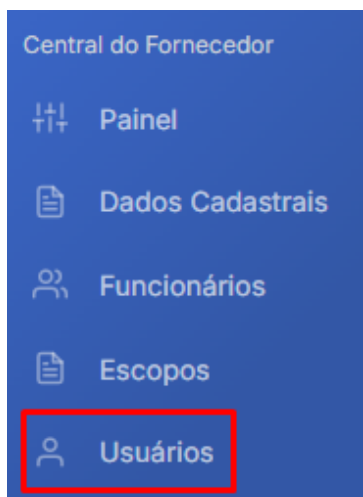 Central do Fornecedor
Painel
Dados Cadastrais
Funcionários
Escopos
Usuários